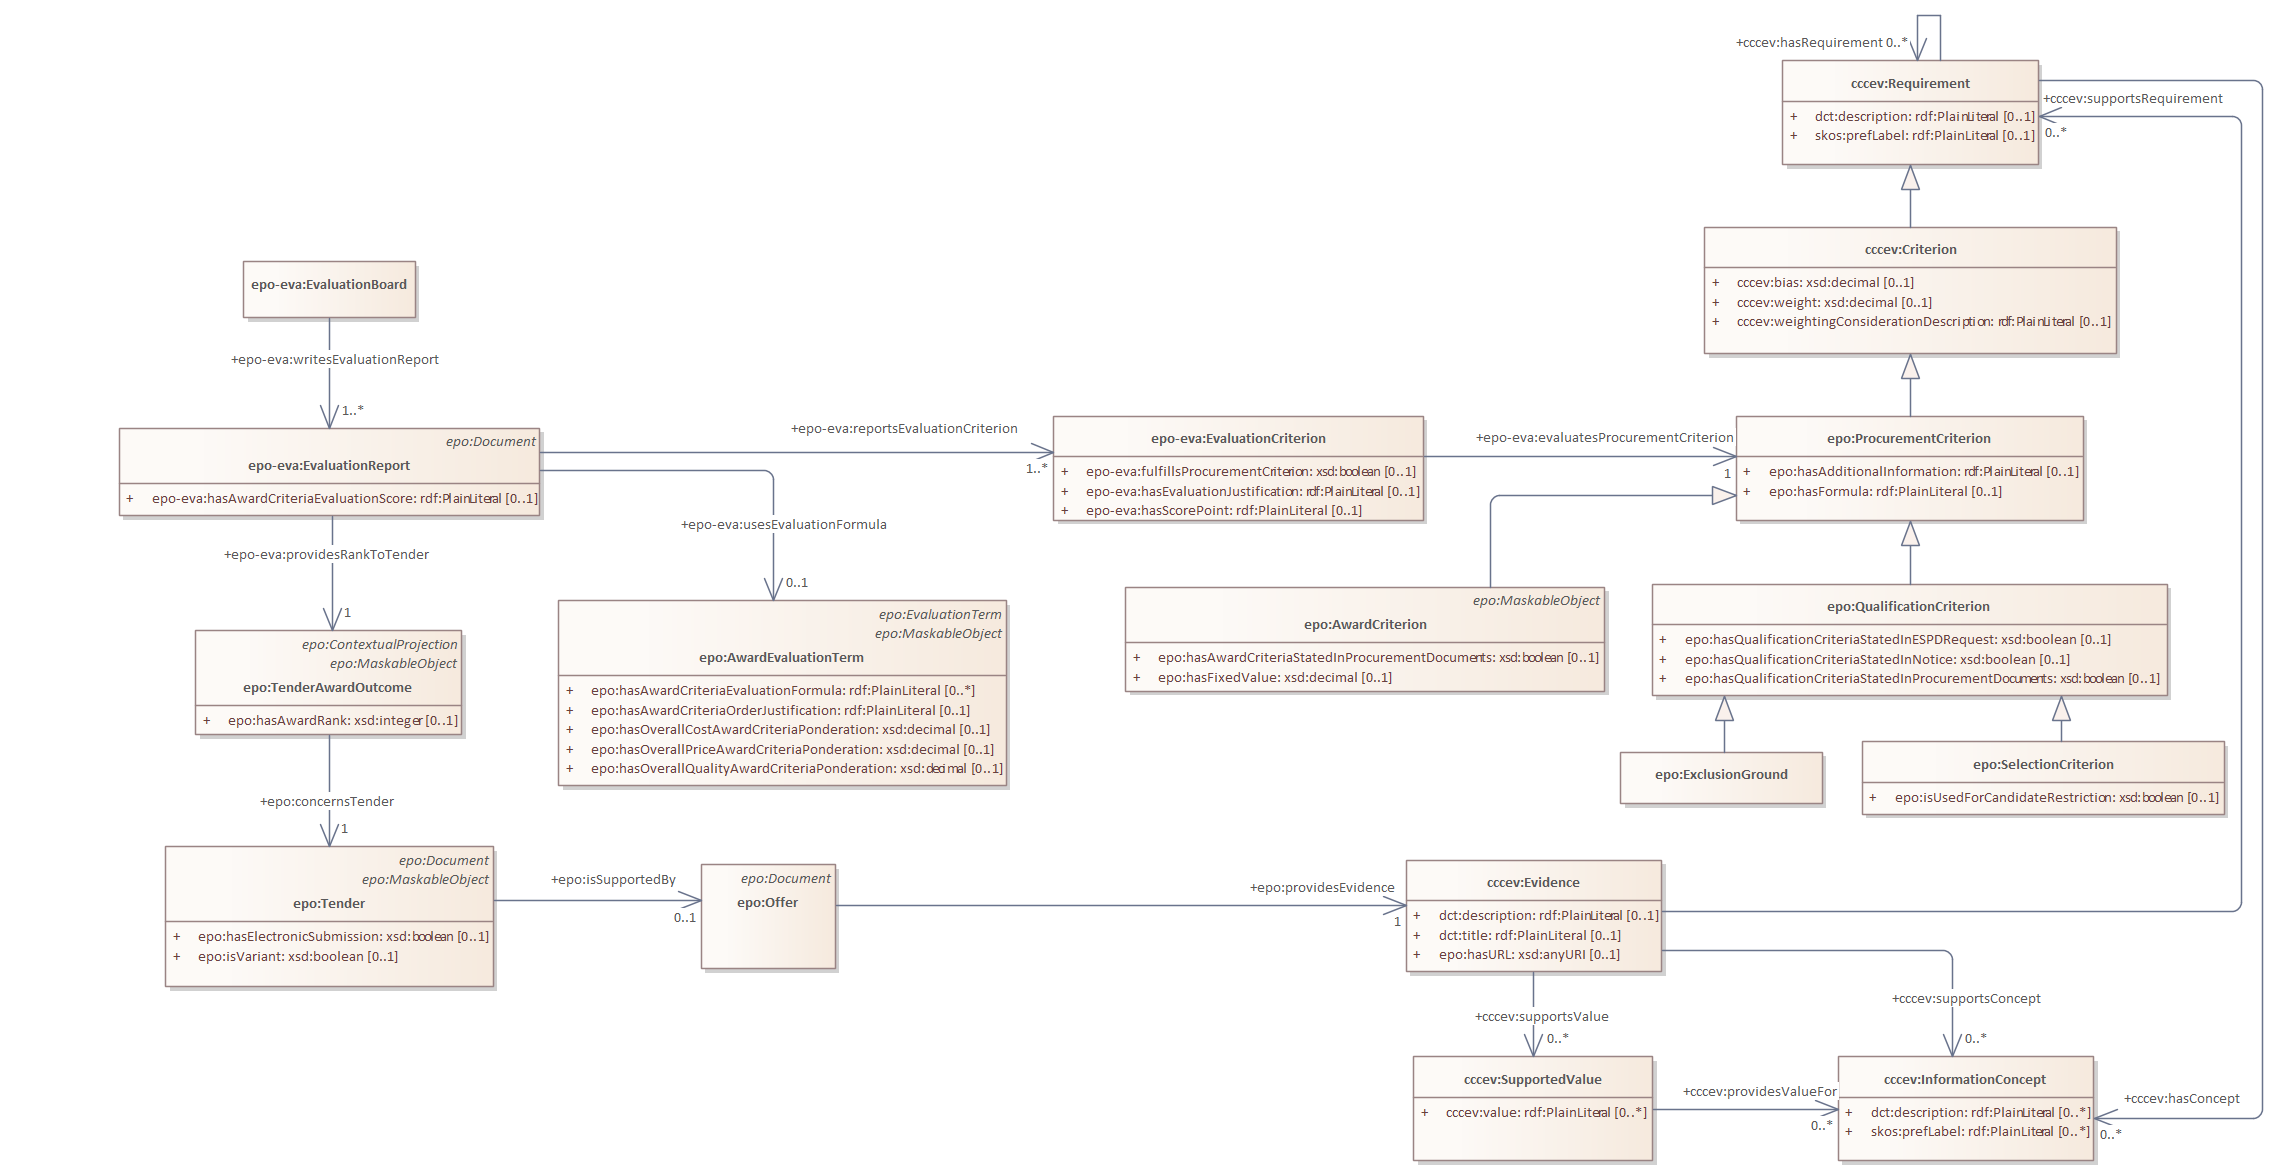 +cccev:hasRequirement 0..*
cccev:Requirement
+ dct:description: rdf:PlainLiteral [0..1]
+ skos:prefLabel: rdf:PlainLiteral [0..1]
+cccev:supportsRequirement
0..*
cccev:Criterion
+ cccev:bias: xsd:decimal [0..1]
+ cccev:weight: xsd:decimal [0..1]
+ cccev:weightingConsiderationDescription: rdf:PlainLiteral [0..1]
epo-eva:EvaluationBoard
+epo-eva:writesEvaluationReport
1..*
epo:Document
epo-eva:EvaluationReport
+ epo-eva:hasAwardCriteriaEvaluationScore: rdf:PlainLiteral [0..1]
+epo-eva:reportsEvaluationCriterion
1..*
epo-eva:EvaluationCriterion
+ epo-eva:fulfillsProcurementCriterion: xsd:boolean [0..1]
+ epo-eva:hasEvaluationJustification: rdf:PlainLiteral [0..1]
+ epo-eva:hasScorePoint: rdf:PlainLiteral [0..1]
+epo-eva:evaluatesProcurementCriterion
1
epo:ProcurementCriterion
+ epo:hasAdditionalInformation: rdf:PlainLiteral [0..1]
+ epo:hasFormula: rdf:PlainLiteral [0..1]
+epo-eva:usesEvaluationFormula
0..1
+epo-eva:providesRankToTender
1
epo:ContextualProjection
epo:MaskableObject
epo:TenderAwardOutcome
+ epo:hasAwardRank: xsd:integer [0..1]
epo:EvaluationTerm
epo:MaskableObject
epo:AwardEvaluationTerm
+ epo:hasAwardCriteriaEvaluationFormula: rdf:PlainLiteral [0..*]
+ epo:hasAwardCriteriaOrderJustification: rdf:PlainLiteral [0..1]
+ epo:hasOverallCostAwardCriteriaPonderation: xsd:decimal [0..1]
+ epo:hasOverallPriceAwardCriteriaPonderation: xsd:decimal [0..1]
+ epo:hasOverallQualityAwardCriteriaPonderation: xsd:decimal [0..1]
epo:MaskableObject
epo:AwardCriterion
+ epo:hasAwardCriteriaStatedInProcurementDocuments: xsd:boolean [0..1]
+ epo:hasFixedValue: xsd:decimal [0..1]
epo:QualificationCriterion
+ epo:hasQualificationCriteriaStatedInESPDRequest: xsd:boolean [0..1]
+ epo:hasQualificationCriteriaStatedInNotice: xsd:boolean [0..1]
+ epo:hasQualificationCriteriaStatedInProcurementDocuments: xsd:boolean [0..1]
epo:ExclusionGround
epo:SelectionCriterion
+ epo:isUsedForCandidateRestriction: xsd:boolean [0..1]
+epo:concernsTender
1
epo:Document
epo:MaskableObject
epo:Tender
+ epo:hasElectronicSubmission: xsd:boolean [0..1]
+ epo:isVariant: xsd:boolean [0..1]
+epo:isSupportedBy
0..1
epo:Document
epo:Offer
+epo:providesEvidence
1
cccev:Evidence
+ dct:description: rdf:PlainLiteral [0..1]
+ dct:title: rdf:PlainLiteral [0..1]
+ epo:hasURL: xsd:anyURI [0..1]
+cccev:supportsValue
0..*
+cccev:supportsConcept
0..*
cccev:SupportedValue
+ cccev:value: rdf:PlainLiteral [0..*]
+cccev:providesValueFor
0..*
cccev:InformationConcept
+ dct:description: rdf:PlainLiteral [0..*]
+ skos:prefLabel: rdf:PlainLiteral [0..*]
+cccev:hasConcept
0..*